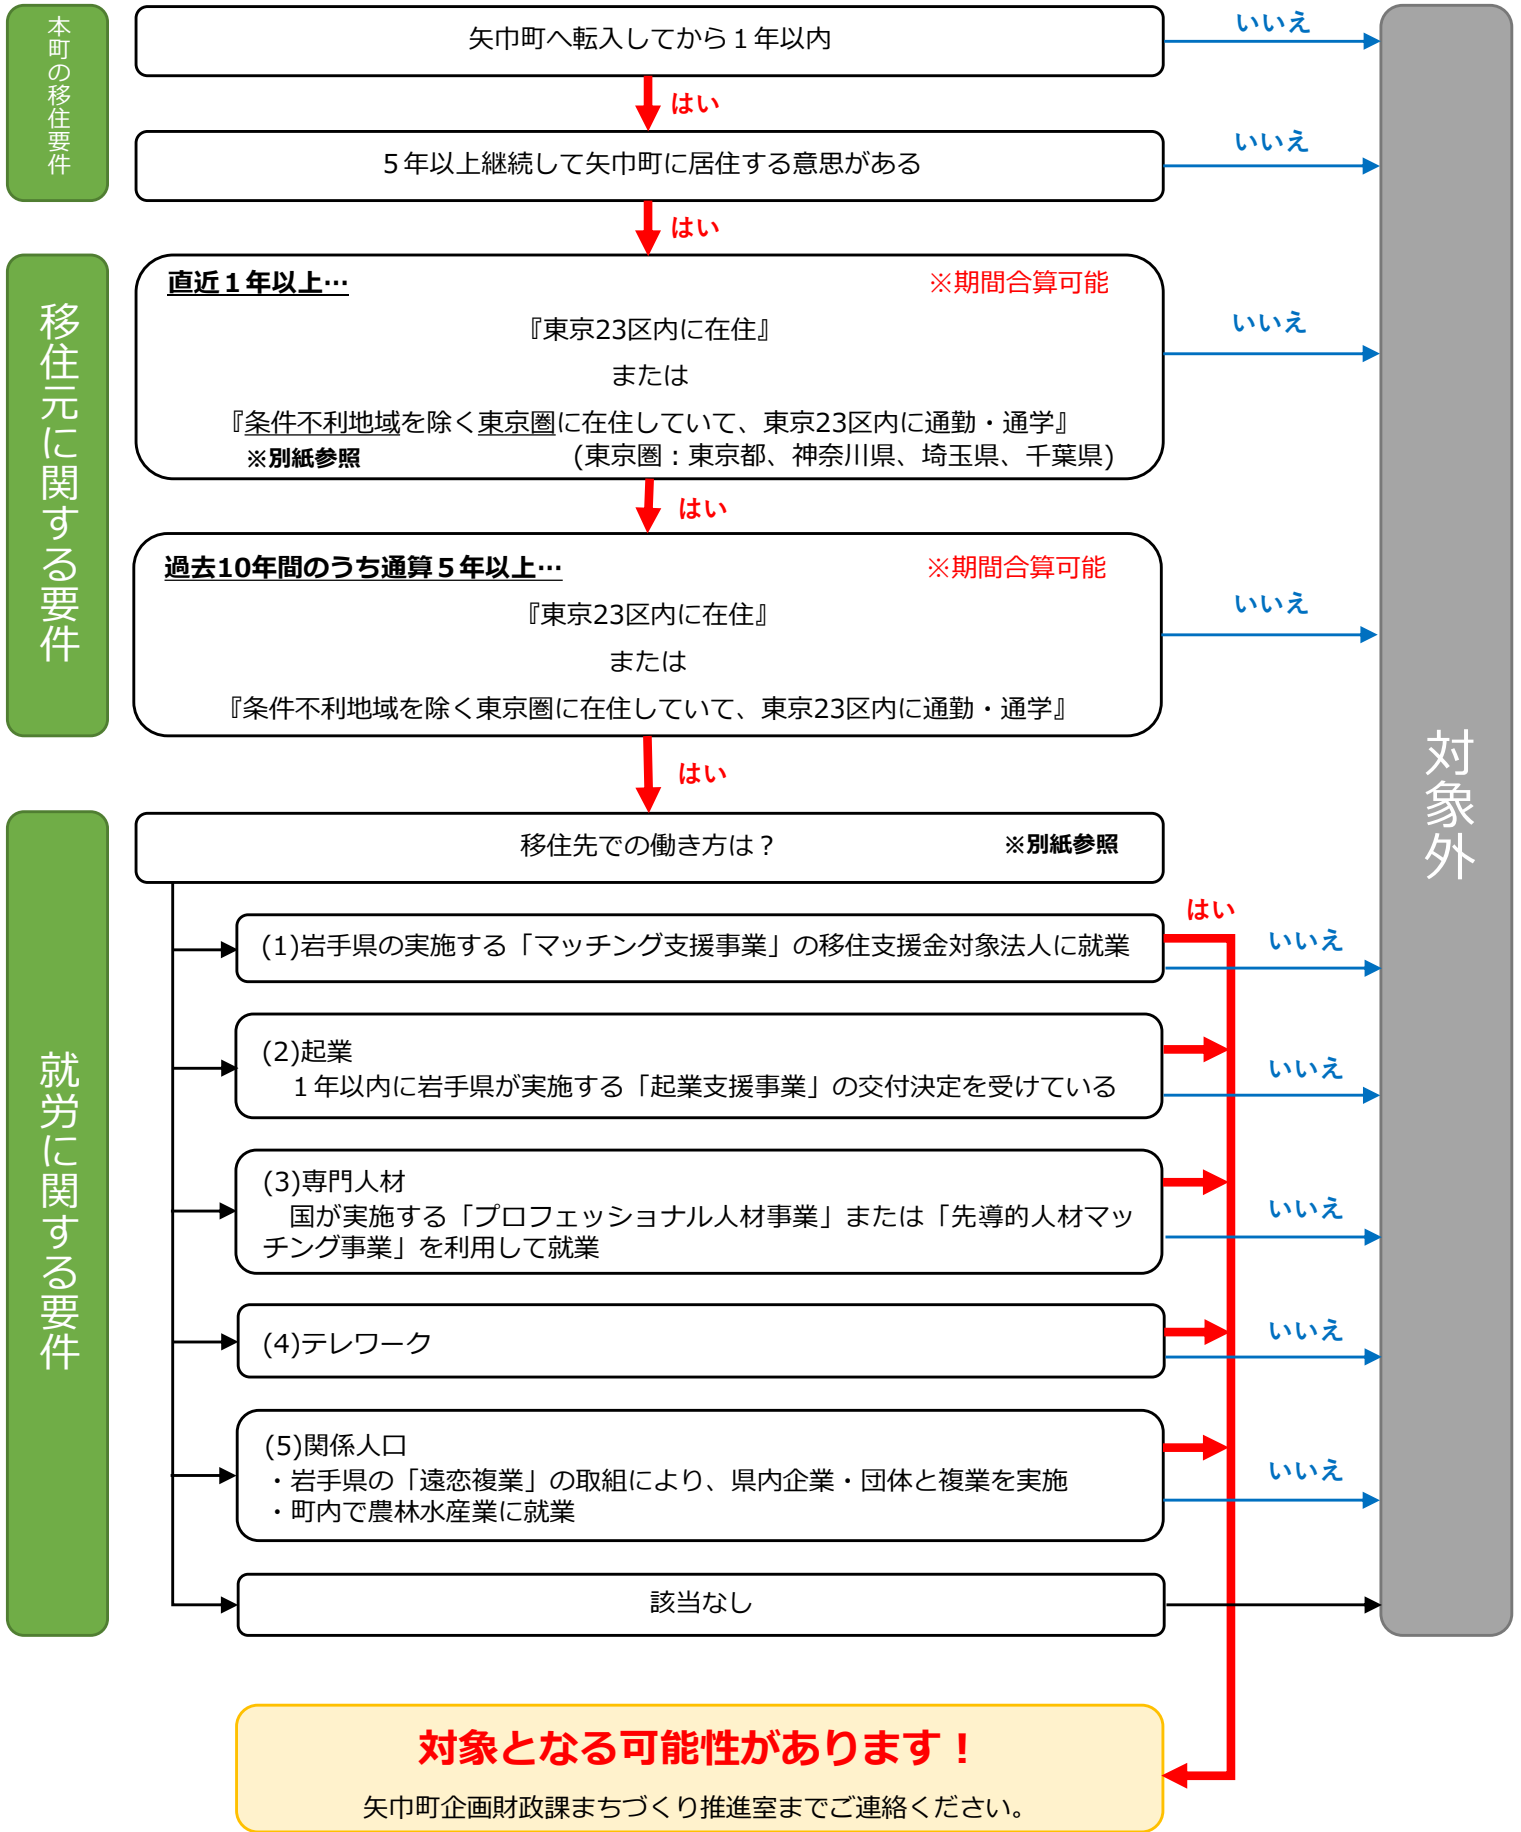 本町の移住要件
矢巾町へ転入してから１年以内
いいえ
はい
５年以上継続して矢巾町に居住する意思がある
いいえ
はい
移住元に関する要件
直近１年以上…
※期間合算可能
『東京23区内に在住』
または
『条件不利地域を除く東京圏に在住していて、東京23区内に通勤・通学』
※別紙参照
(東京圏：東京都、神奈川県、埼玉県、千葉県)
いいえ
はい
過去10年間のうち通算５年以上…
※期間合算可能
『東京23区内に在住』
または
『条件不利地域を除く東京圏に在住していて、東京23区内に通勤・通学』
いいえ
はい
対象外
就労に関する要件
移住先での働き方は？
※別紙参照
はい
(1)岩手県の実施する「マッチング支援事業」の移住支援金対象法人に就業
いいえ
(2)起業
１年以内に岩手県が実施する「起業支援事業」の交付決定を受けている
いいえ
(3)専門人材
国が実施する「プロフェッショナル人材事業」または「先導的人材マッ
チング事業」を利用して就業
いいえ
(4)テレワーク
いいえ
(5)関係人口
・岩手県の「遠恋複業」の取組により、県内企業・団体と複業を実施
・町内で農林水産業に就業
いいえ
該当なし
対象となる可能性があります！
矢巾町企画財政課まちづくり推進室までご連絡ください。